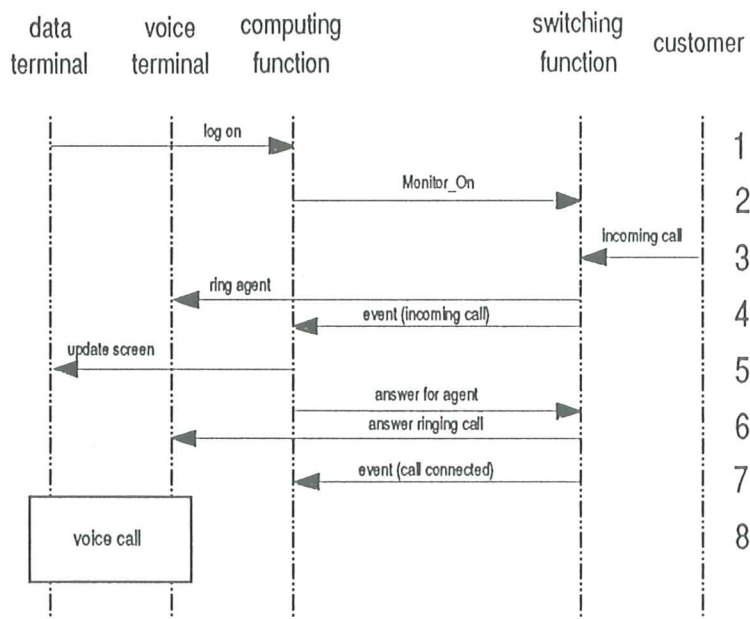 data terminal
voice terminal
computing function
switching function
customer
log on
1
Monitor_On
2
incoming call
3
ring agent
event (incoming call)
4
update screen
5
answer for agent
answer ringing call
6
event (call connected)
7
voice call
8